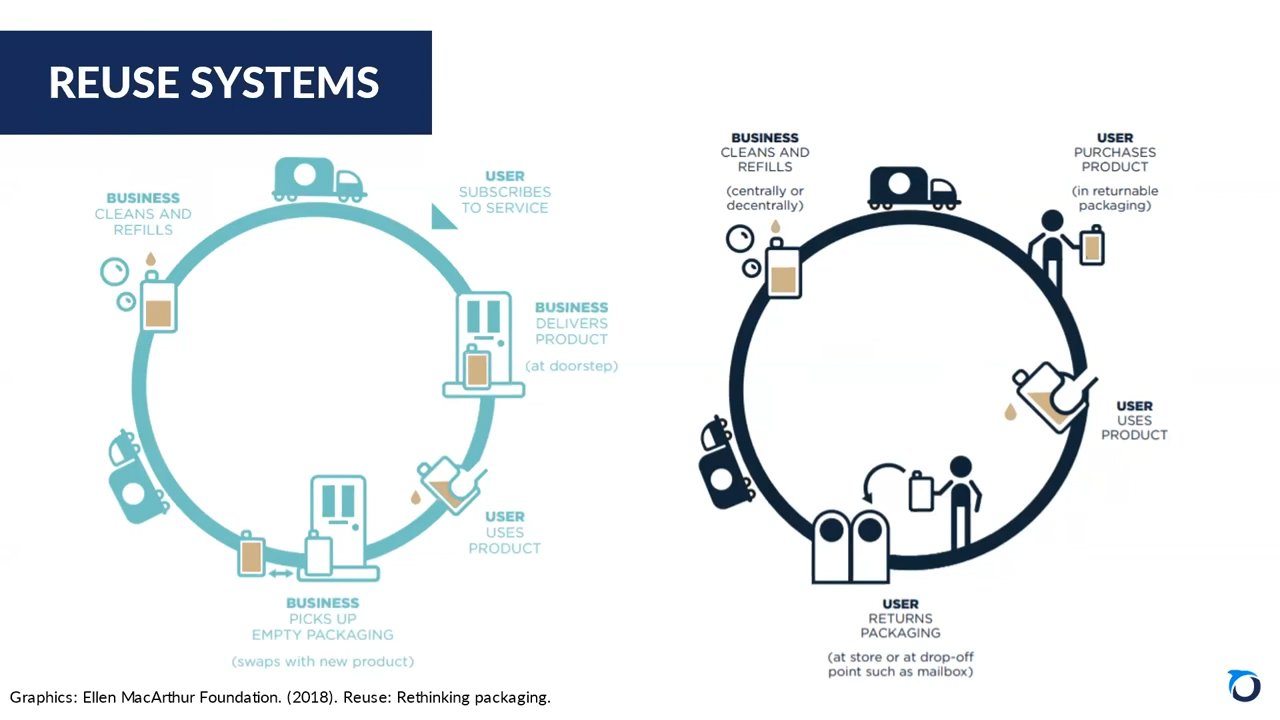 REUSE SYSTEMS
BUSINESS
CLEANS AND
REFILLS
USER
SUBSCRIBES
TO SERVICE
BUSINESS
DELIVERS
PRODUCT
(at doorstep)
USER
USES
PRODUCT
BUSINESS
PICKS UP
EMPTY PACKAGING
(swaps with new product)
BUSINESS
CLEANS AND
REFILLS
(centrally or
decentrally)
USER
PURCHASES
PRODUCT
(in returnable
packaging)
USER
USES
PRODUCT
USER
RETURNS
PACKAGING
(at store or at drop-off
point such as mailbox)
Graphics: Ellen MacArthur Foundation. (2018). Reuse: Rethinking packaging.